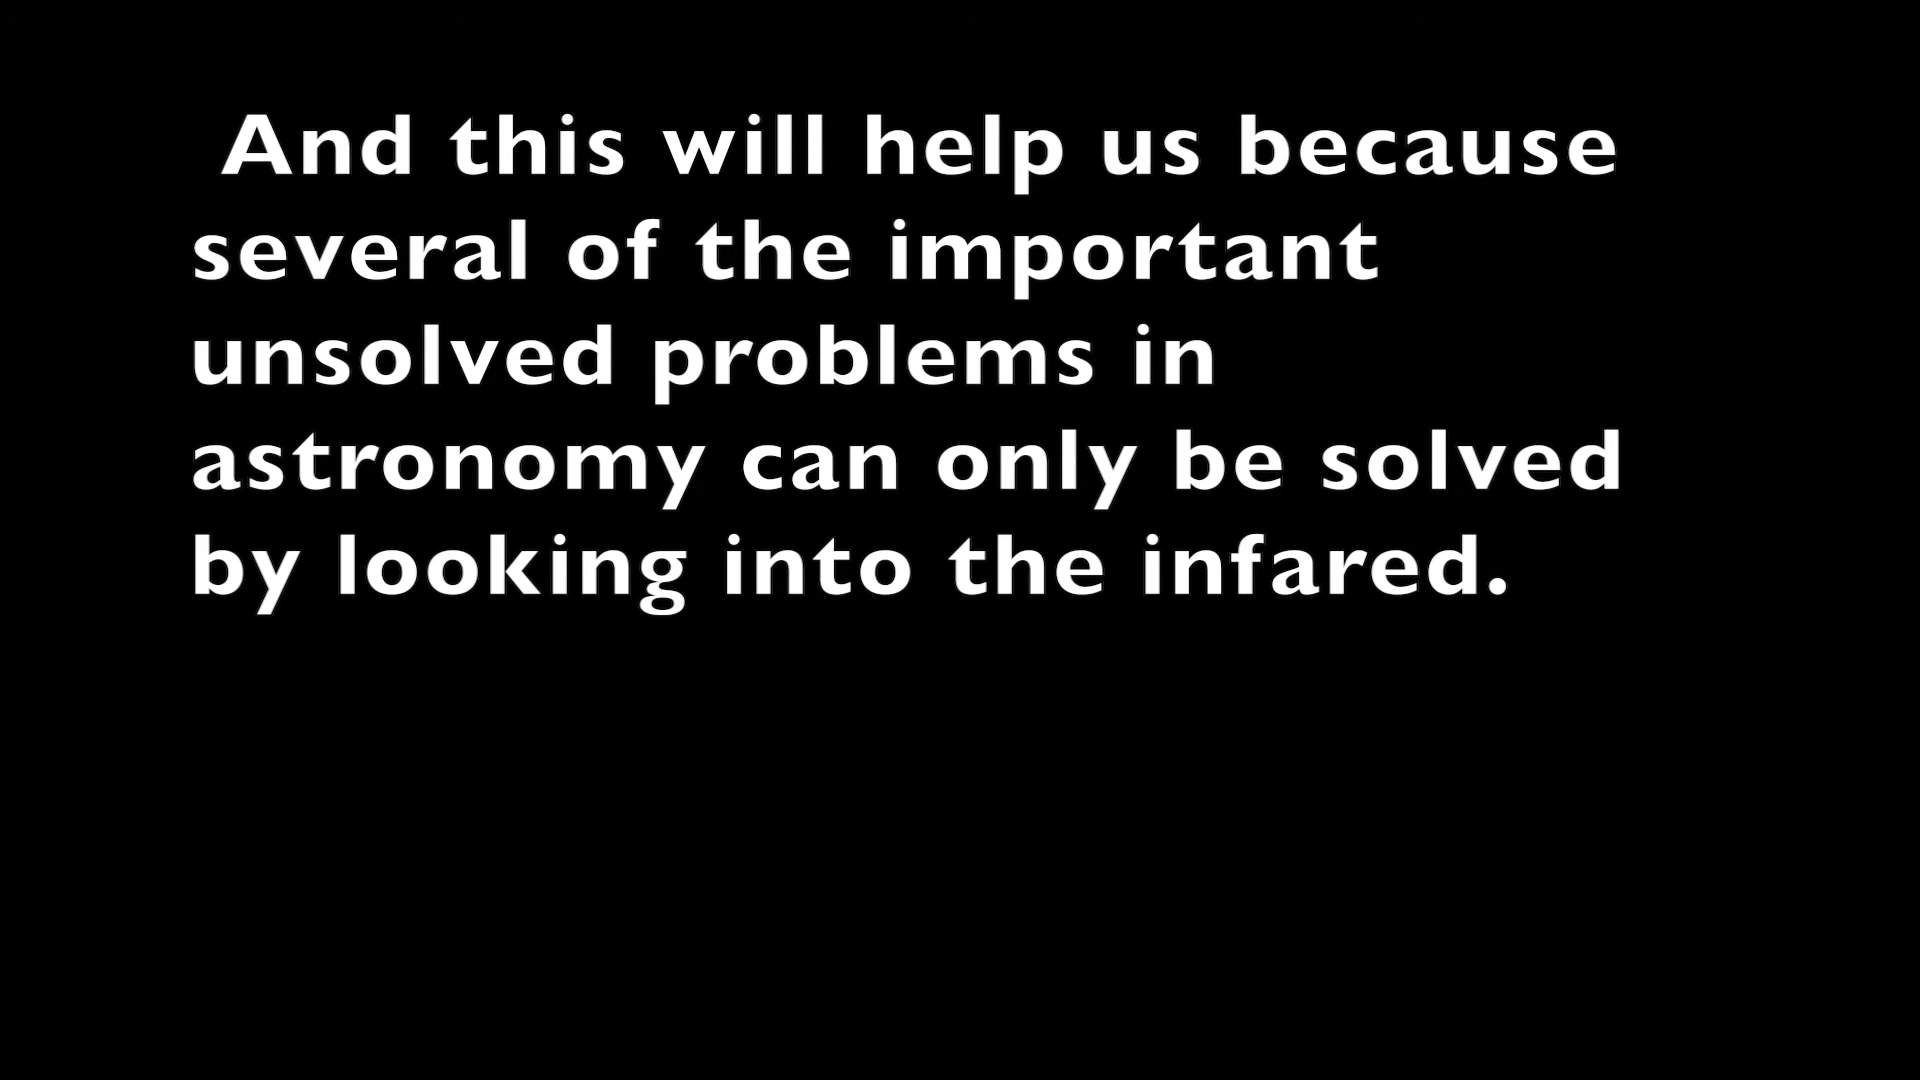 And this will help us because
several of the important
unsolved problems in
astronomy can only be solved
by looking into the infared.